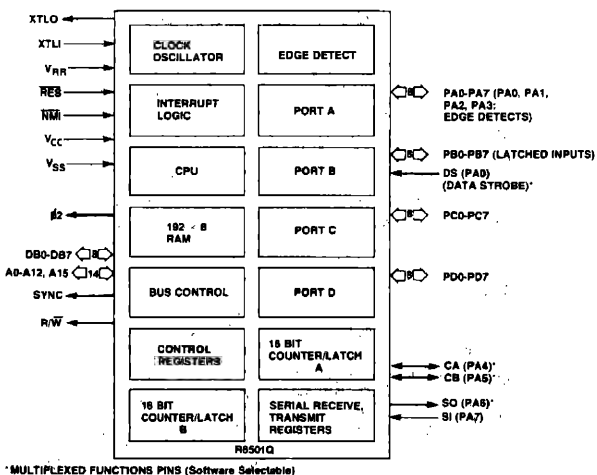 XTLO
XTLI
VRR
RES
NMI
VCC
VSS
ϕ2
DB0-DB7 8
A0-A12, A15 14
SYNC
R/W
CLOCK
OSCILLATOR
EDGE DETECT
INTERRUPT
LOGIC
PORT A
CPU
PORT B
192 × 8
RAM
PORT C
BUS CONTROL
PORT D
CONTROL
REGISTERS
16 BIT
COUNTER/LATCH
A
16 BIT
COUNTER/LATCH
B
SERIAL RECEIVE,
TRANSMIT
REGISTERS
R6501Q
8 PA0-PA7 (PA0, PA1,
PA2, PA3:
EDGE DETECTS)
8 PB0-PB7 (LATCHED INPUTS)
DS (PA0)
(DATA STROBE)*
8 PC0-PC7
8 PD0-PD7
CA (PA4)*
CB (PA5)*
SO (PA6)*
SI (PA7)
*MULTIPLEXED FUNCTIONS PINS (Software Selectable)